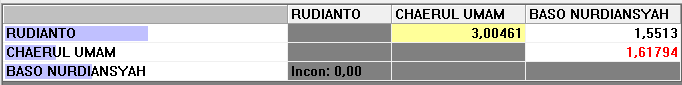 RUDIANTO CHAERUL UMAM BASO NURDIANSYAH
RUDIANTO 3,00461 1,5513
CHAERUL UMAM 1,61794
BASO NURDIANSYAH Incon: 0,00